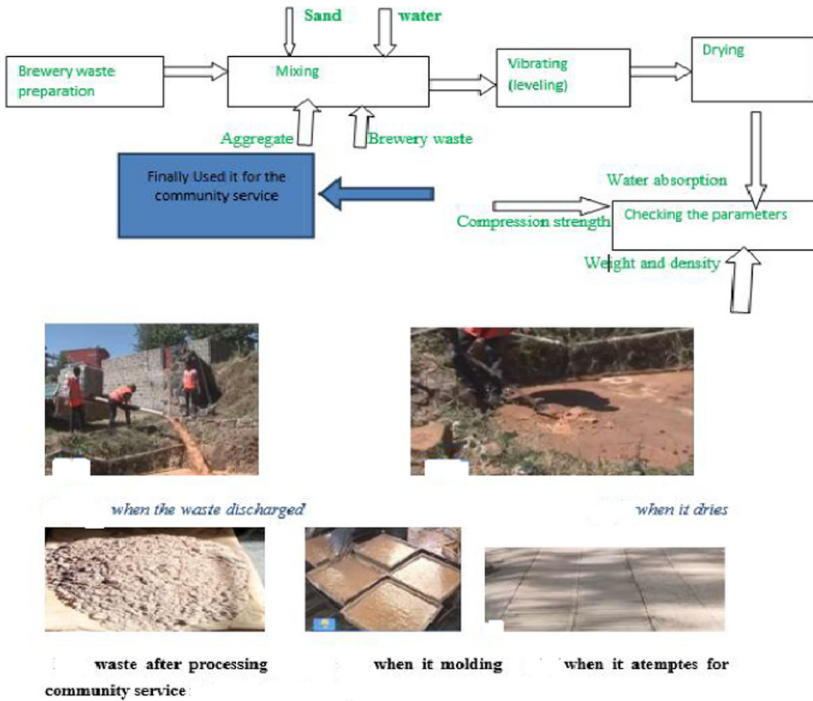 Sand water
Brewery waste
preparation
Mixing
Vibrating
(leveling)
Drying
Aggregate Brewery waste
Finally Used it for the
community service
Water absorption
Compression strength
Checking the parameters
Weight and density
when the waste discharged when it dries
waste after processing when it molding when it atemptes for
community service